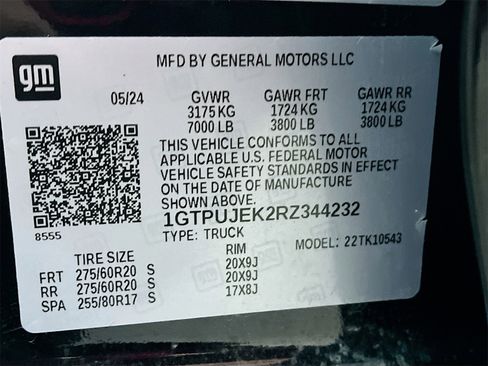 gm
MFD BY GENERAL MOTORS LLC
05/24 GVWR GAWR FRT GAWR RR
3175 KG 1724 KG 1724 KG
7000 LB 3800 LB 3800 LB
THIS VEHICLE CONFORMS TO ALL
APPLICABLE U.S. FEDERAL MOTOR
VEHICLE SAFETY STANDARDS IN EFFECT
ON THE DATE OF MANUFACTURE
SHOWN ABOVE.
8555 1GTPUJEK2RZ344232
TYPE: TRUCK MODEL: 22TK10543
TIRE SIZE RIM
FRT 275/60R20 S 20X9J
RR 275/60R20 S 20X9J
SPA 255/80R17 S 17X8J